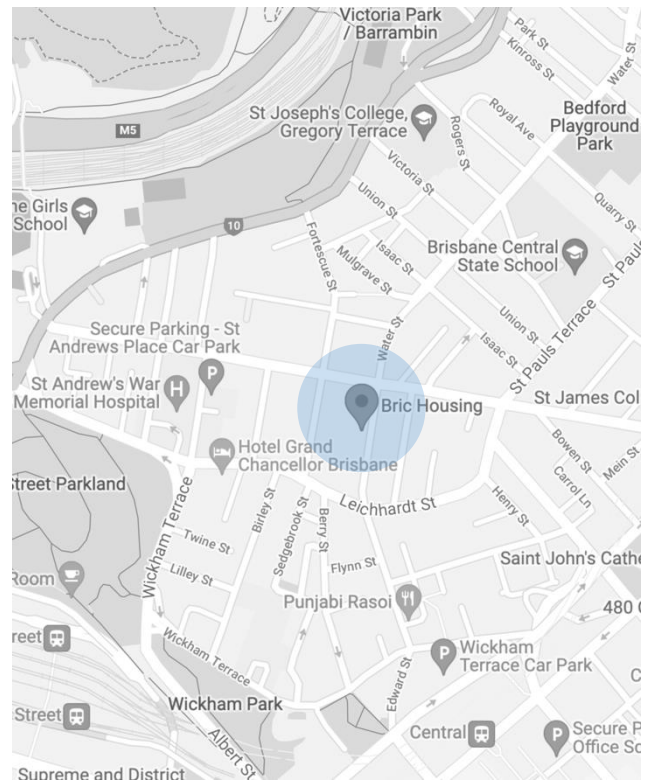 Victoria Park
/ Barrambin
Park St
Kinross St
Water St
M5
St Joseph's College,
Gregory Terrace
Royal Ave
Bedford
Playground
Park
Rogers St
Victoria St
ne Girls
School
Union St
Quarry St
10
Fortescue St
Isaac St
Mulgrave St
Brisbane Central
State School
St Pauls
St Pauls Terrace
Secure Parking - St
Andrews Place Car Park
Water St
Union St
Isaac St
St Andrew's War
Memorial Hospital
P
H
Bric Housing
St James Col
Hotel Grand
Chancellor Brisbane
Bowen St
Mein St
Carrol Ln
Street Parkland
Wickham Terrace
Birley St
Sedgebrook St
Berry St
Leichhardt St
Henry St
Twine St
Flynn St
Saint John's Cathe
Room
Lilley St
Punjabi Rasoi
480
reet
Wickham Terrace
P
Wickham
Terrace Car Park
Edward St
C
Wickham Park
Street
Albert St
Central
P
Secure P
Office So
Supreme and District